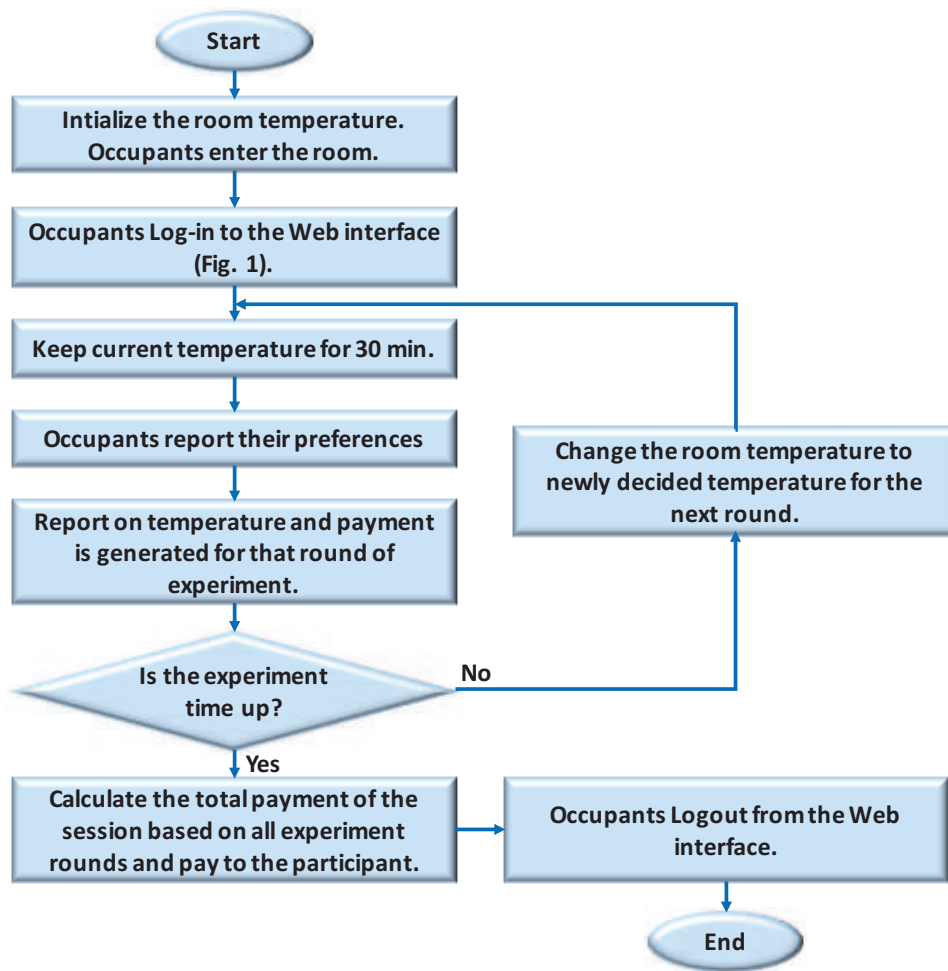 Start
Intialize the room temperature.
Occupants enter the room.
Occupants Log-in to the Web interface
(Fig. 1).
Keep current temperature for 30 min.
Occupants report their preferences
Change the room temperature to
newly decided temperature for the
next round.
Report on temperature and payment
is generated for that round of
experiment.
Is the experiment
time up?
No
Yes
Calculate the total payment of the
session based on all experiment
rounds and pay to the participant.
Occupants Logout from the Web
interface.
End